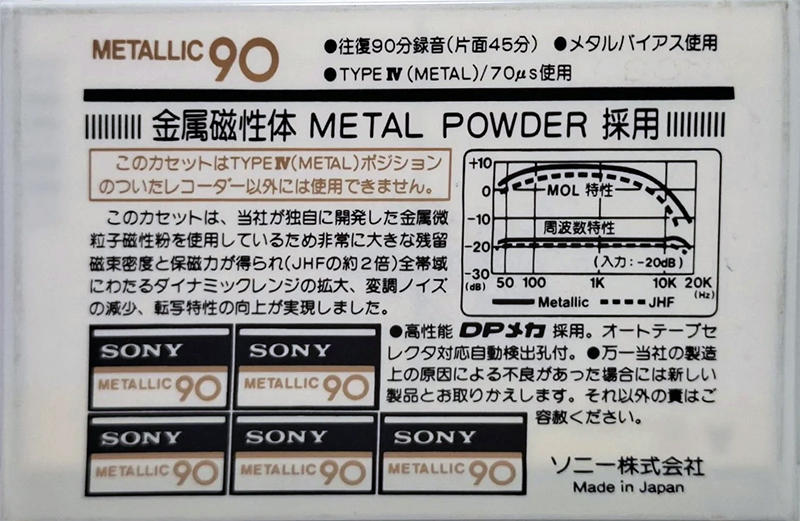 METALLIC 90
●往復90分録音(片面45分) ●メタルバイアス使用
●TYPE Ⅳ (METAL)/70μs使用
金属磁性体 METAL POWDER 採用
このカセットはTYPEⅣ(METAL)ポジション
のついたレコーダー以外には使用できません。
このカセットは、当社が独自に開発した金属微
粒子磁性粉を使用しているため非常に大きな残留
磁束密度と保磁力が得られ(JHFの約2倍)全帯域
にわたるダイナミックレンジの拡大、変調ノイズ
の減少、転写特性の向上が実現しました。
+10
0
-10
-20
-30
(dB)
MOL 特性
周波数特性
(入力:-20dB)
50 100 1K 10K 20K
(Hz)
Metallic JHF
●高性能 DPメカ 採用。オートテープセ
レクタ対応自動検出孔付。●万一当社の製造
上の原因による不良があった場合には新しい
製品とお取りかえします。それ以外の責はご
容赦ください。
SONY
METALLIC 90
SONY
METALLIC 90
SONY
METALLIC 90
SONY
METALLIC 90
SONY
METALLIC 90
ソニー株式会社
Made in Japan